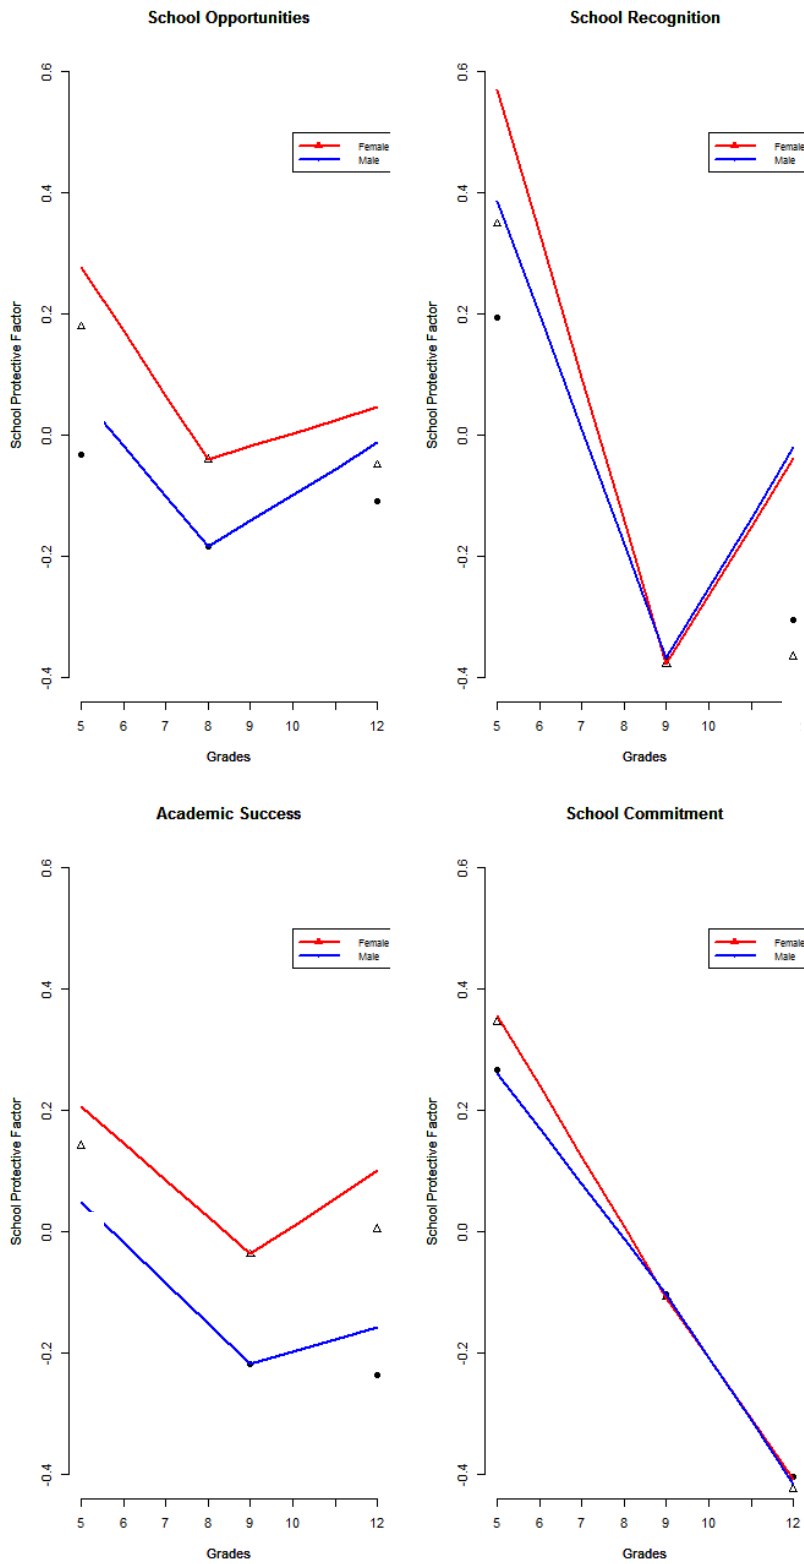 School Opportunities
School Protective Factor
0.6
0.4
0.2
0.0
-0.2
-0.4
Female
Male
5 6 8 9 10 12
Grades
School Recognition
School Protective Factor
0.6
0.4
0.2
0.0
-0.2
-0.4
Female
Male
5 6 8 9 10
Grades
Academic Success
School Protective Factor
0.6
0.4
0.2
0.0
-0.2
-0.4
Female
Male
5 6 8 9 10 12
Grades
School Commitment
School Protective Factor
0.6
0.4
0.2
0.0
-0.2
-0.4
Female
Male
5 6 8 9 10 12
Grades